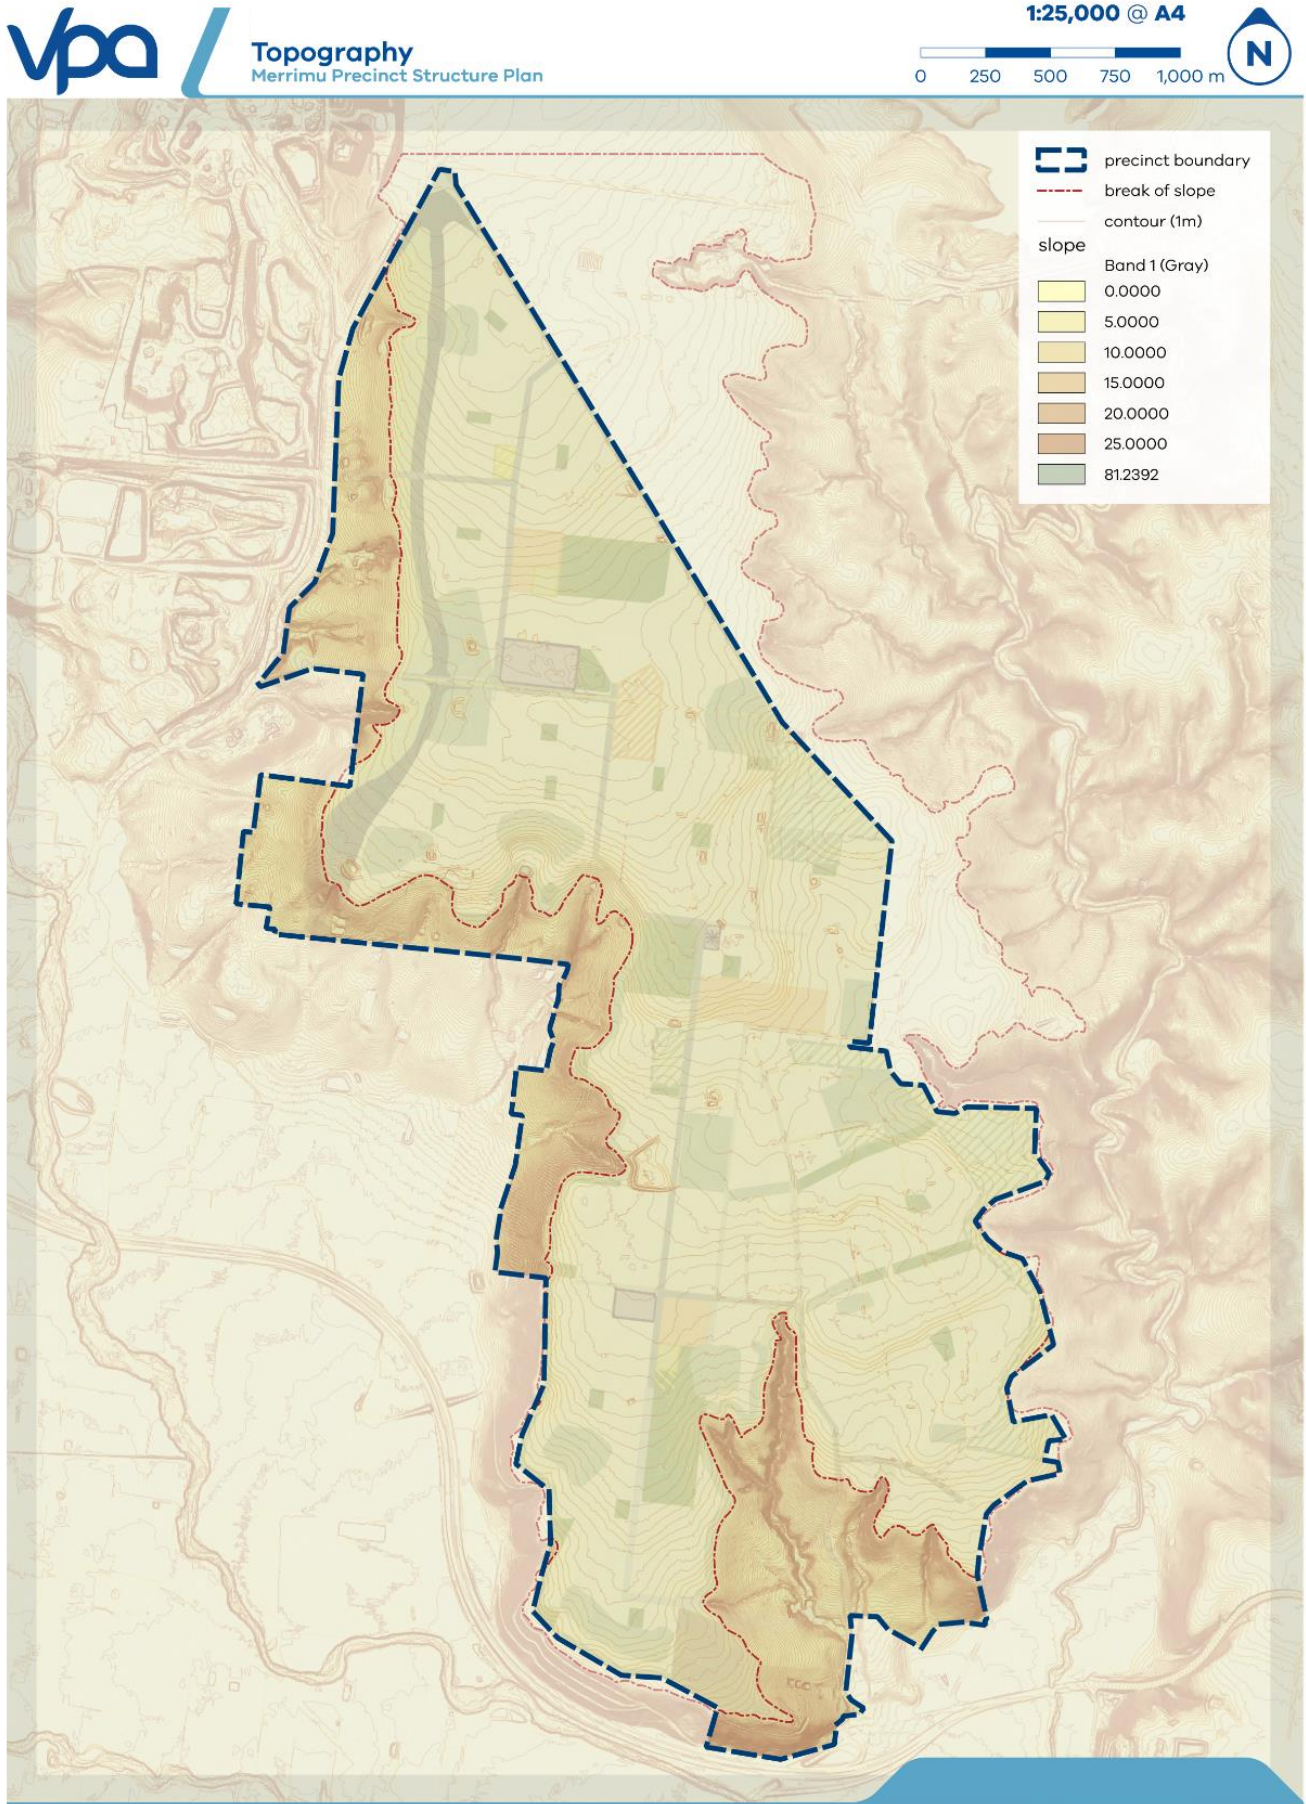 vpa
Topography
Merrimu Precinct Structure Plan
1:25,000 @ A4
0 250 500 750 1,000 m
N
precinct boundary
break of slope
contour (1m)
slope
Band 1 (Gray)
0.0000
5.0000
10.0000
15.0000
20.0000
25.0000
81.2392